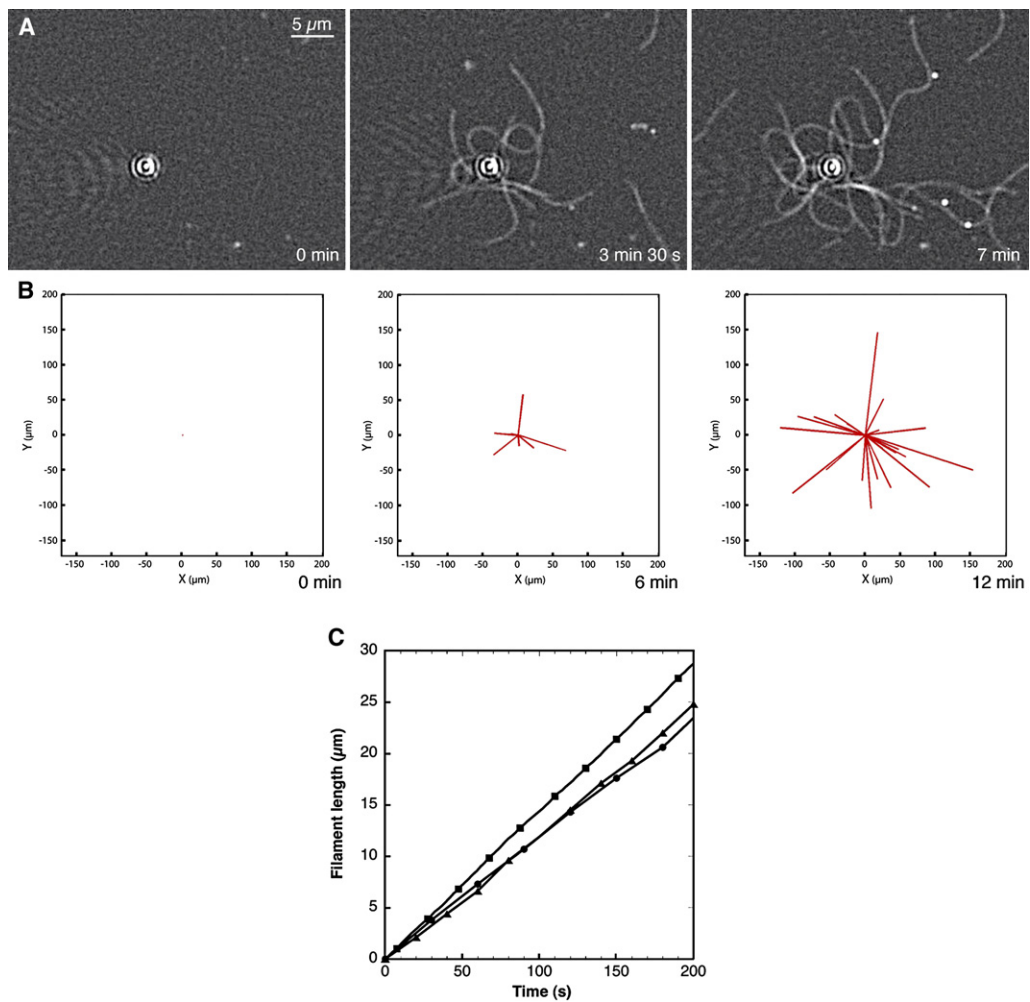 A
5 µm
0 min
3 min 30 s
7 min
B
200
150
100
50
0
-50
-100
-150
Y (µm)
-150 -100 -50 0 50 100 150 200
X (µm)
0 min
200
150
100
50
0
-50
-100
-150
Y (µm)
-150 -100 -50 0 50 100 150 200
X (µm)
6 min
200
150
100
50
0
-50
-100
-150
Y (µm)
-150 -100 -50 0 50 100 150 200
X (µm)
12 min
C
30
25
20
15
10
5
0
Filament length (µm)
0 50 100 150 200
Time (s)